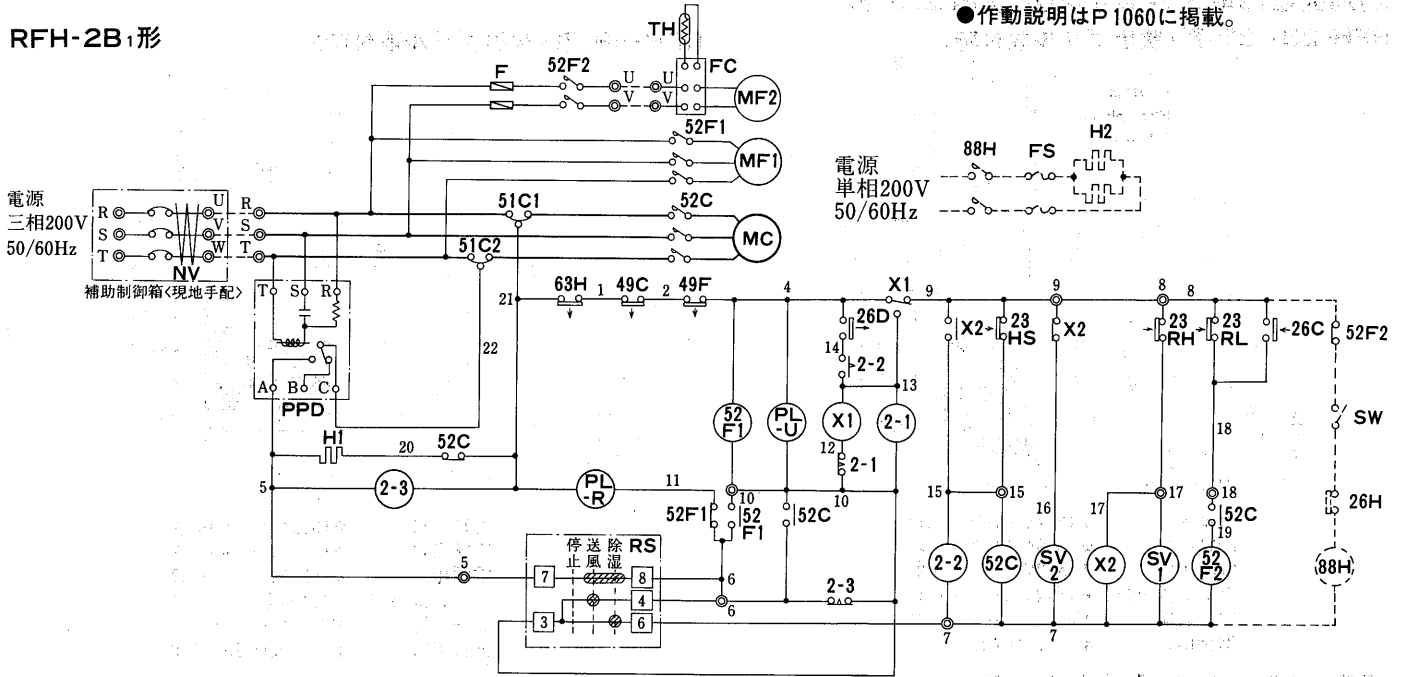 RFH-2B₁形
●作動説明はP1060に掲載。
TH
F
52F2
U
U
FC
V
V
MF2
52F1
MF1
88H
FS
H2
電源
単相200V
50/60Hz
電源
三相200V
50/60Hz
R
U
R
S
V
S
T
W
T
NV
補助制御箱<現地手配>
51C1
52C
51C2
MC
T
S
R
A
B
C
PPD
21
22
63H
1
49C
2
49F
4
X1
9
9
8
8
26D
14
2-2
13
X2
23
HS
X2
23
RH
23
RL
26C
52F2
52
F1
PL
-U
X1
2-1
12
2-1
18
SW
H1
20
52C
5
2-3
PL
-R
11
10
10
15
15
16
17
17
18
52C
19
26H
52F1
52
F1
52C
停止
送風
除湿
RS
5
7
8
6
4
6
3
6
2-3
2-2
52C
SV
2
X2
SV
1
52
F2
88H
7
7